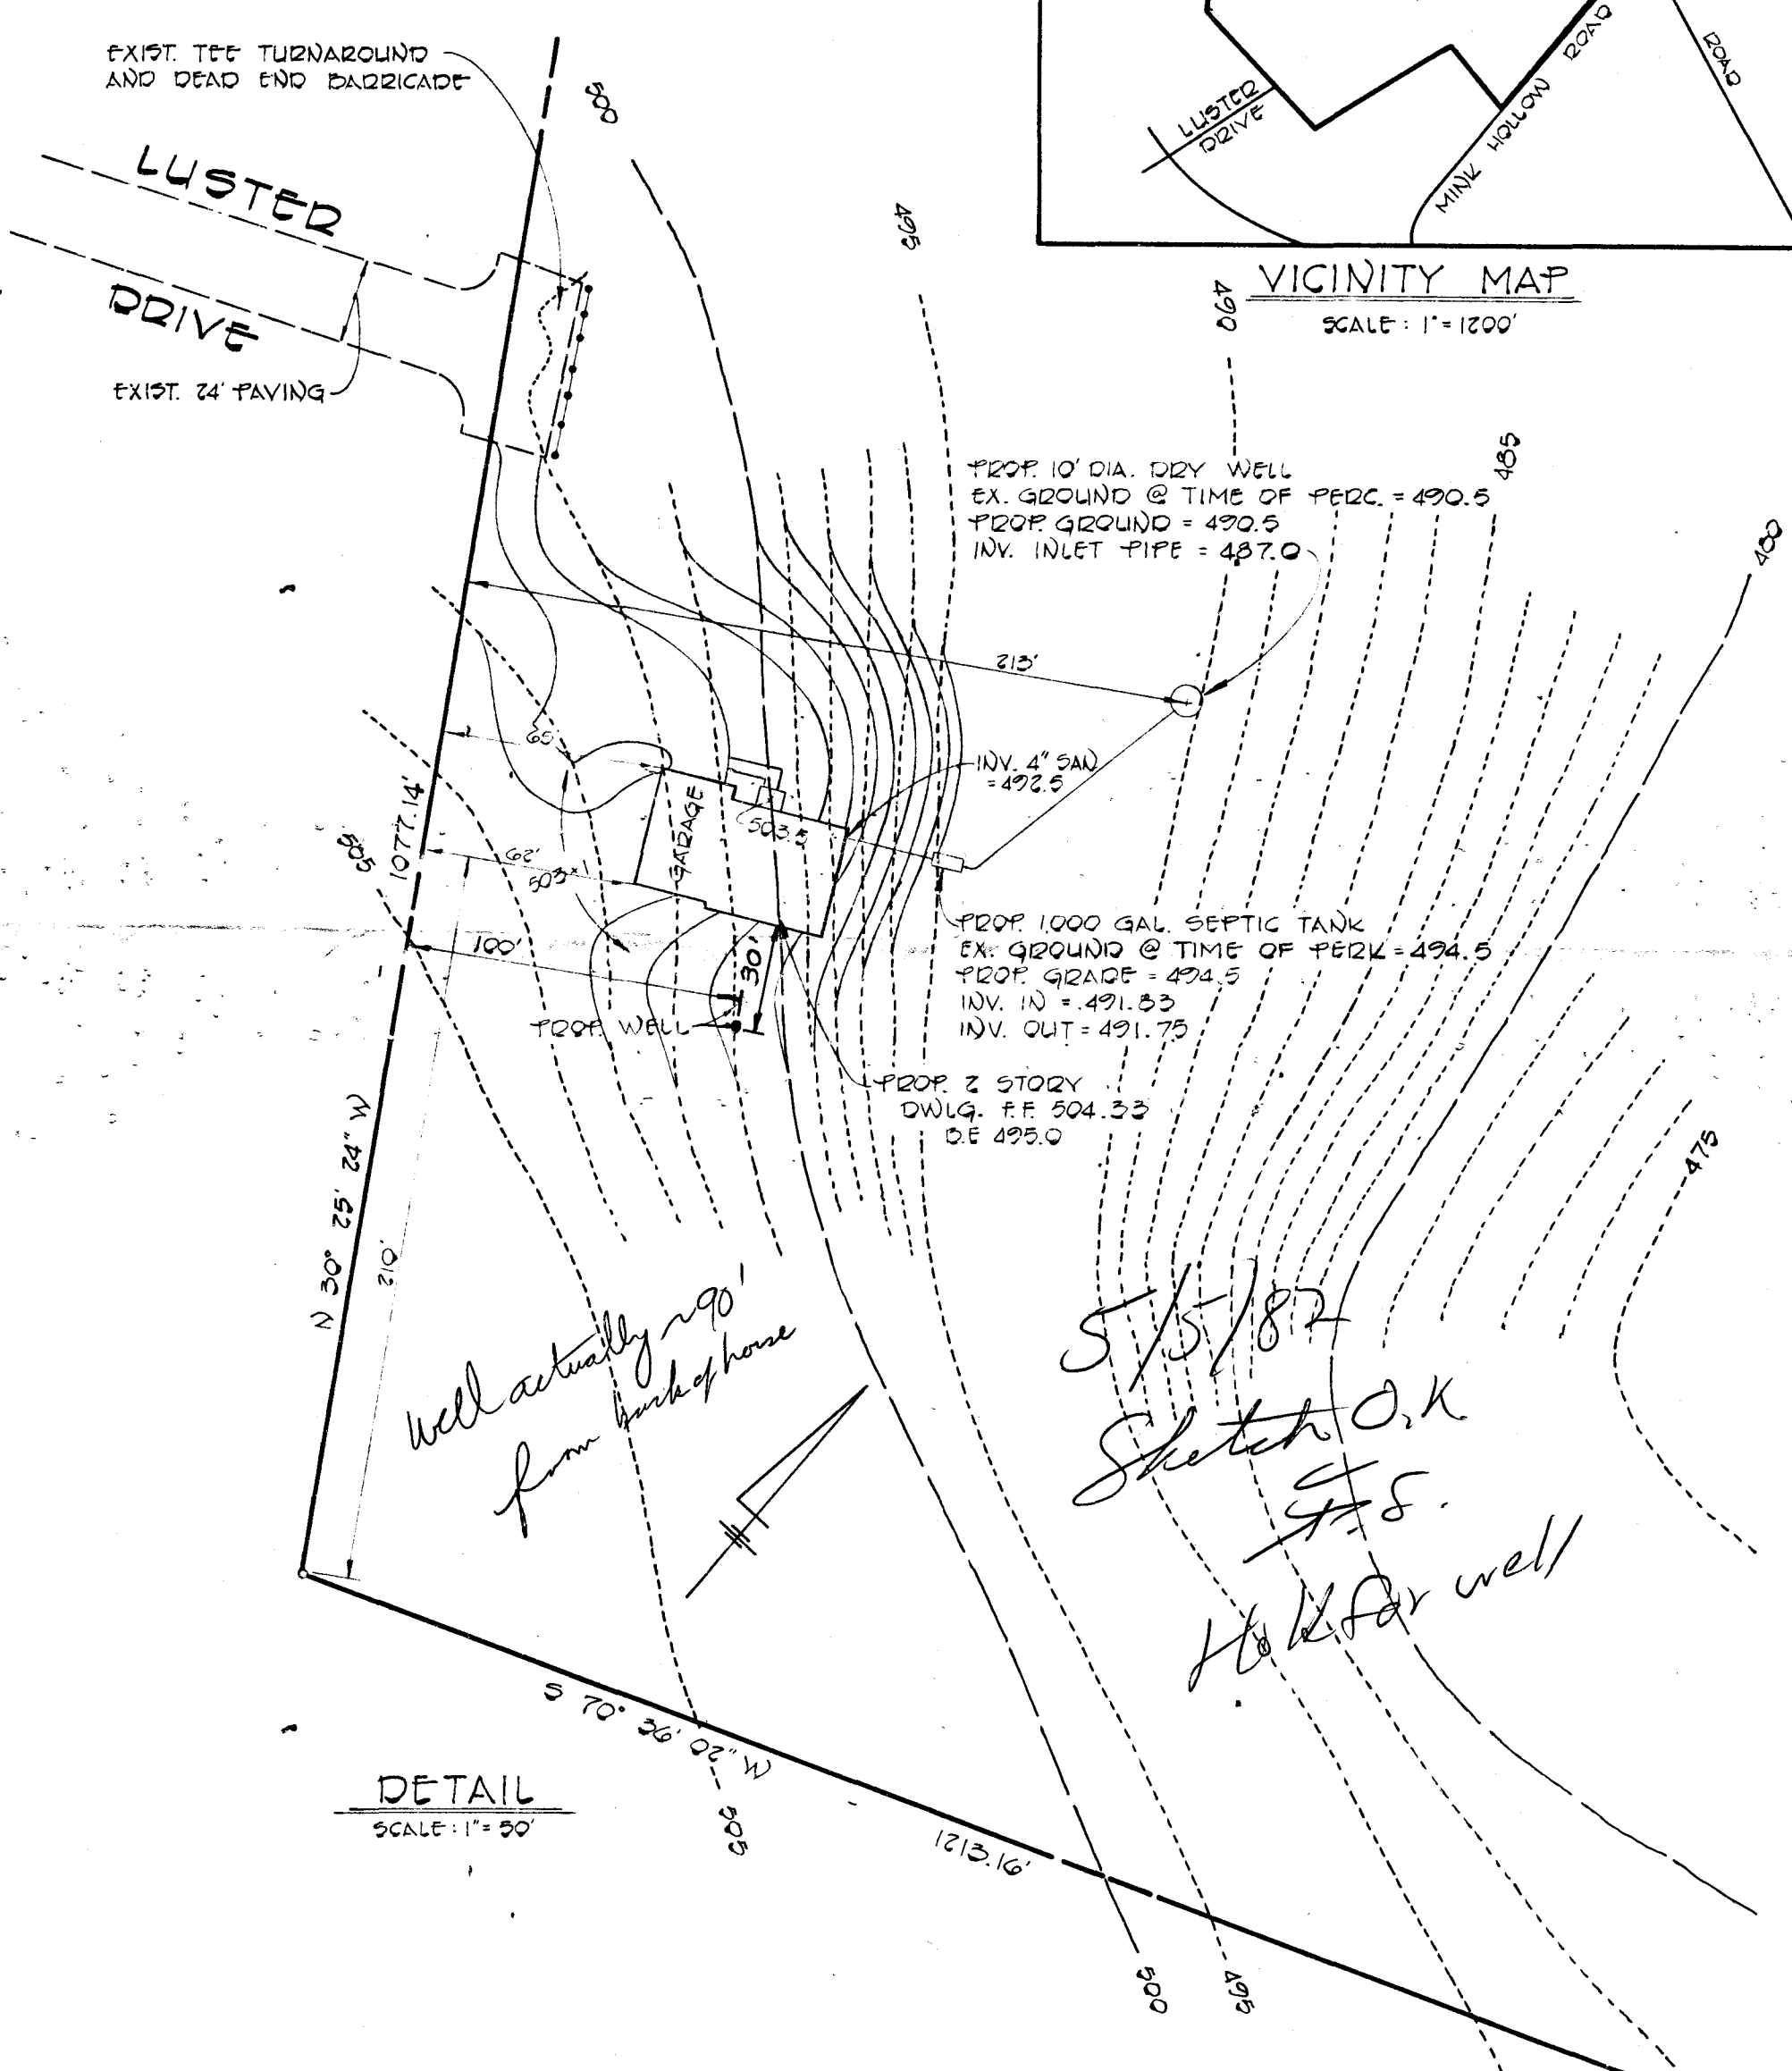 EXIST. TEE TURNAROUND
AND DEAD END BARRICADE
500
LUSTER
DRIVE
EXIST. 24' PAVING
495
490
LUSTER
DRIVE
MINK HOLLOW ROAD
ROAD
VICINITY MAP
SCALE : 1" = 1200'
485
480
PROP. 10' DIA. DRY WELL
EX. GROUND @ TIME OF PERC. = 490.5
PROP. GROUND = 490.5
INV. INLET PIPE = 487.0
213'
65'
INV. 4" SAN
= 492.5
GARAGE
503.5
1077.14'
505
62'
503
100'
30'
PROP. WELL
PROP. 1,000 GAL. SEPTIC TANK
EX. GROUND @ TIME OF PERK = 494.5
PROP. GRADE = 494.5
INV. IN = 491.83
INV. OUT = 491.75
PROP. 2 STORY
DWLG. F.F. 504.33
B.F. 495.0
N 30° 25' 24" W
210'
475
well actually ~90'
from back of house
5/5/82
Sketch O.K
Hold for well
S 70° 36' 02" W
1213.16'
DETAIL
SCALE : 1" = 50'
505
500
495